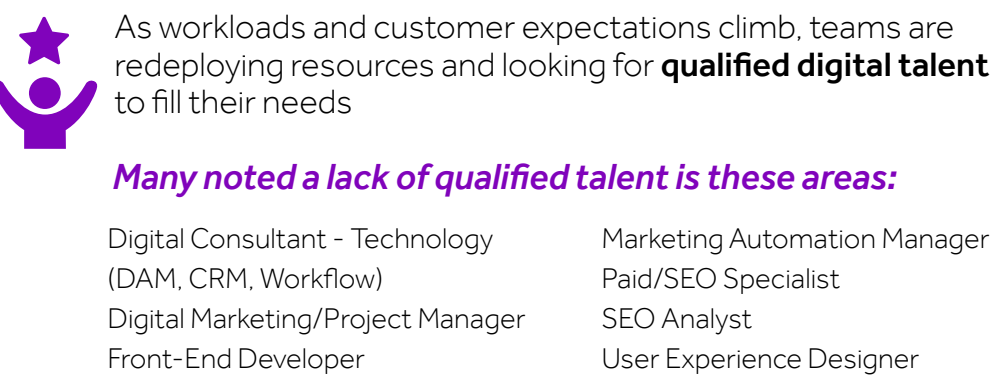 As workloads and customer expectations climb, teams are
redeploying resources and looking for qualified digital talent
to fill their needs
Many noted a lack of qualified talent is these areas:
Digital Consultant - Technology
(DAM, CRM, Workflow)
Digital Marketing/Project Manager
Front-End Developer
Marketing Automation Manager
Paid/SEO Specialist
SEO Analyst
User Experience Designer